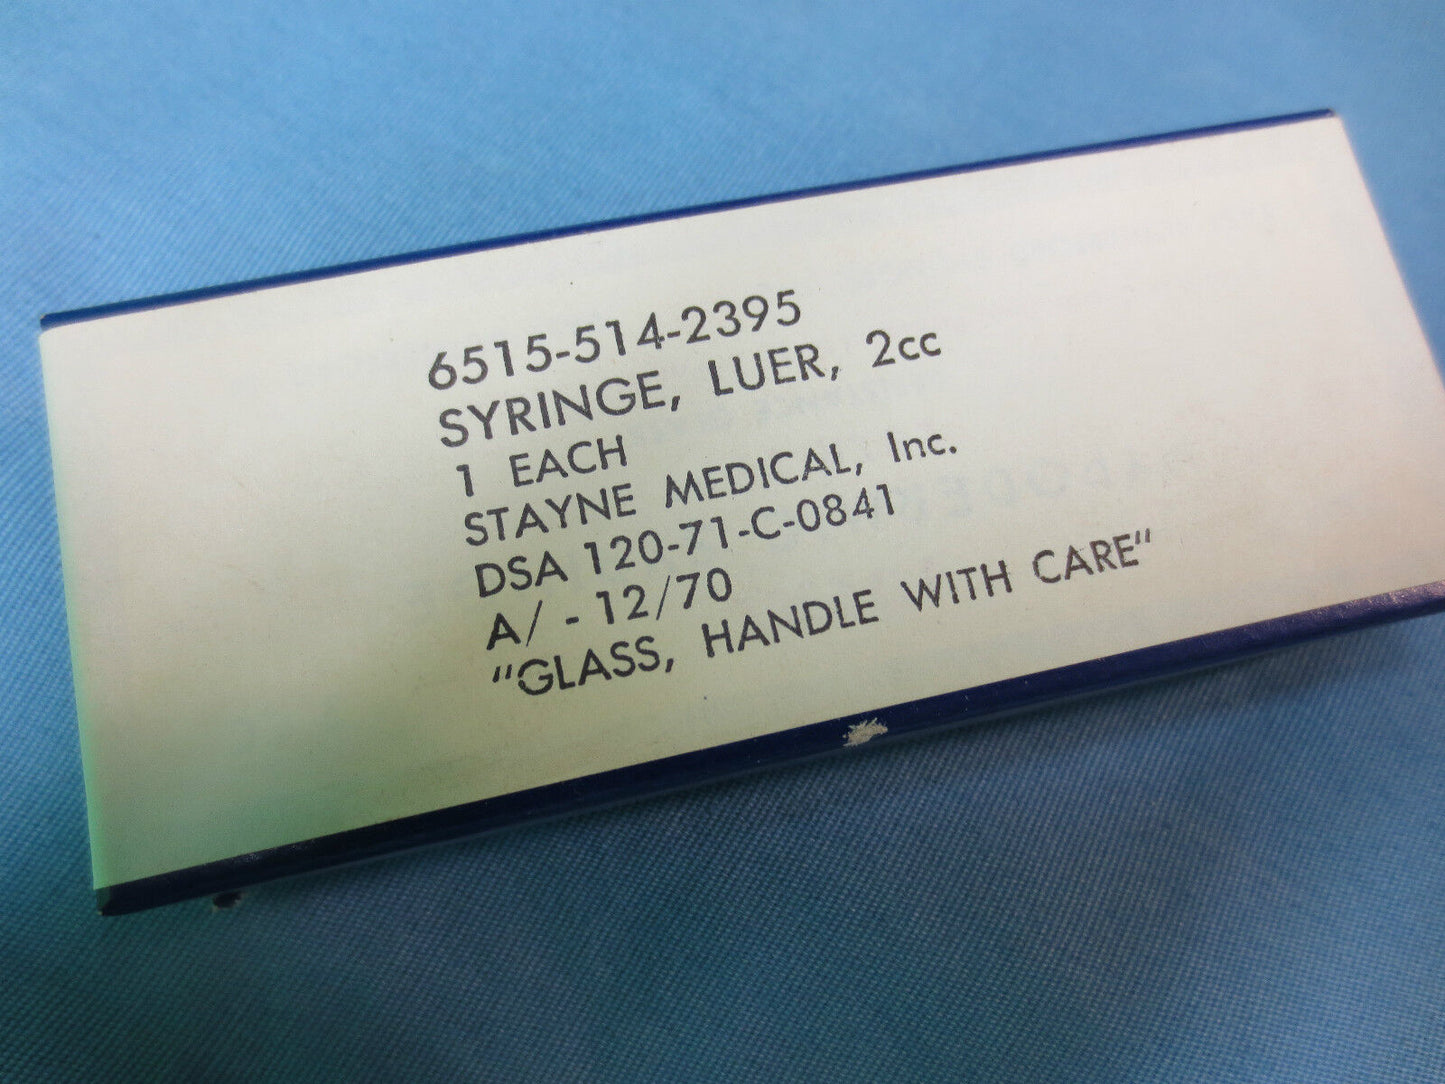 6515-514-2395
SYRINGE, LUER, 2cc
1 EACH
STAYNE MEDICAL, Inc.
DSA 120-71-C-0841
A/ - 12/70
"GLASS, HANDLE WITH CARE"